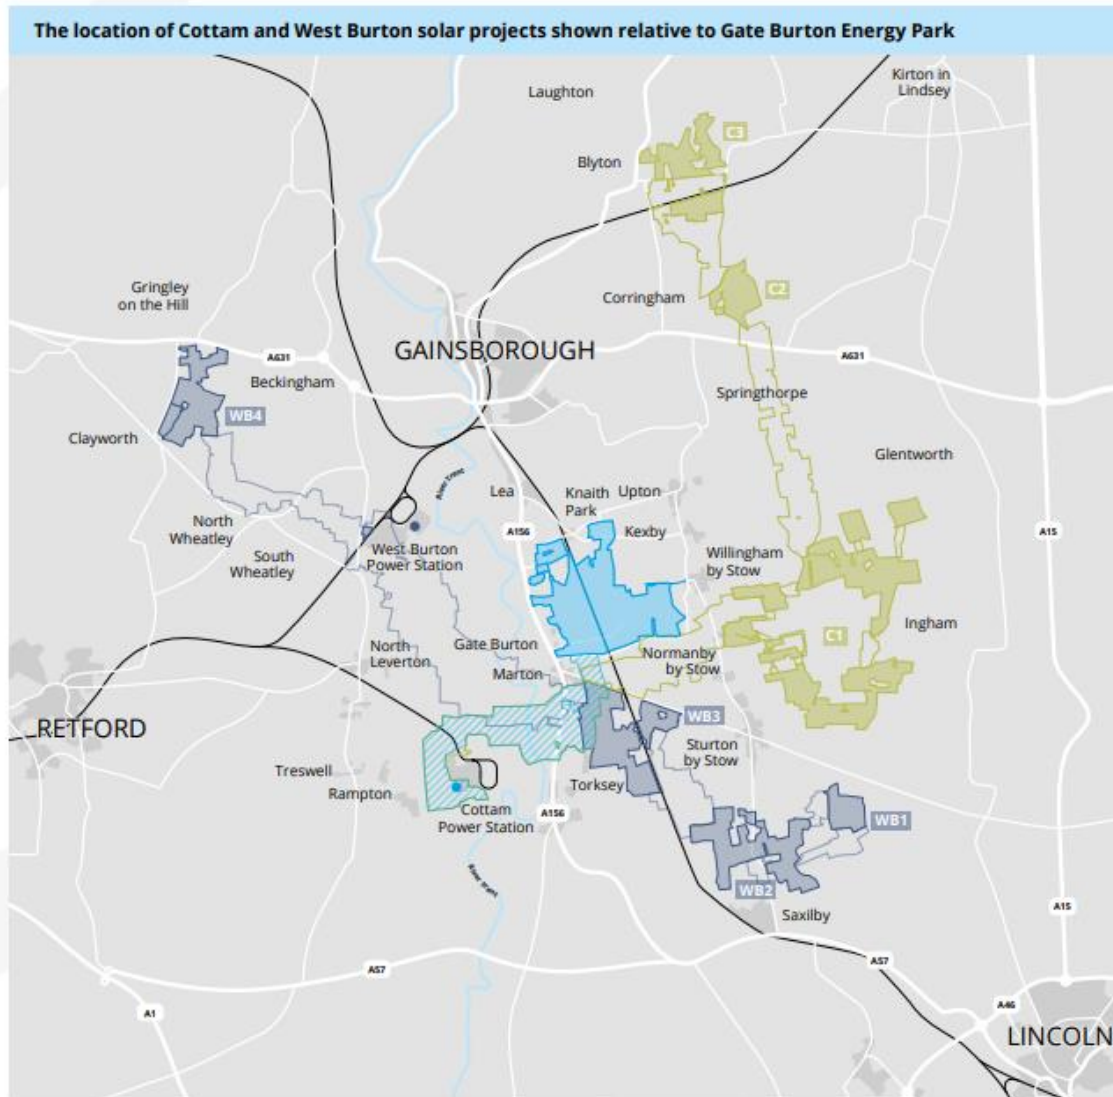 The location of Cottam and West Burton solar projects shown relative to Gate Burton Energy Park
Kirton in
Lindsey
Laughton
C3
Blyton
Gringley
on the Hill
C2
Corringham
GAINSBOROUGH
A631
A631
Beckingham
Springthorpe
WB4
Clayworth
Glentworth
River Trent
Lea
Knaith
Park
Upton
North
Wheatley
A156
Kexby
A15
South
Wheatley
West Burton
Power Station
Willingham
by Stow
C1
Ingham
North
Leverton
Gate Burton
Normanby
by Stow
Marton
RETFORD
WB3
Sturton
by Stow
Treswell
Rampton
Torksey
Cottam
Power Station
A156
WB1
WB2
Saxilby
A15
A57
A57
A1
A46
LINCOLN